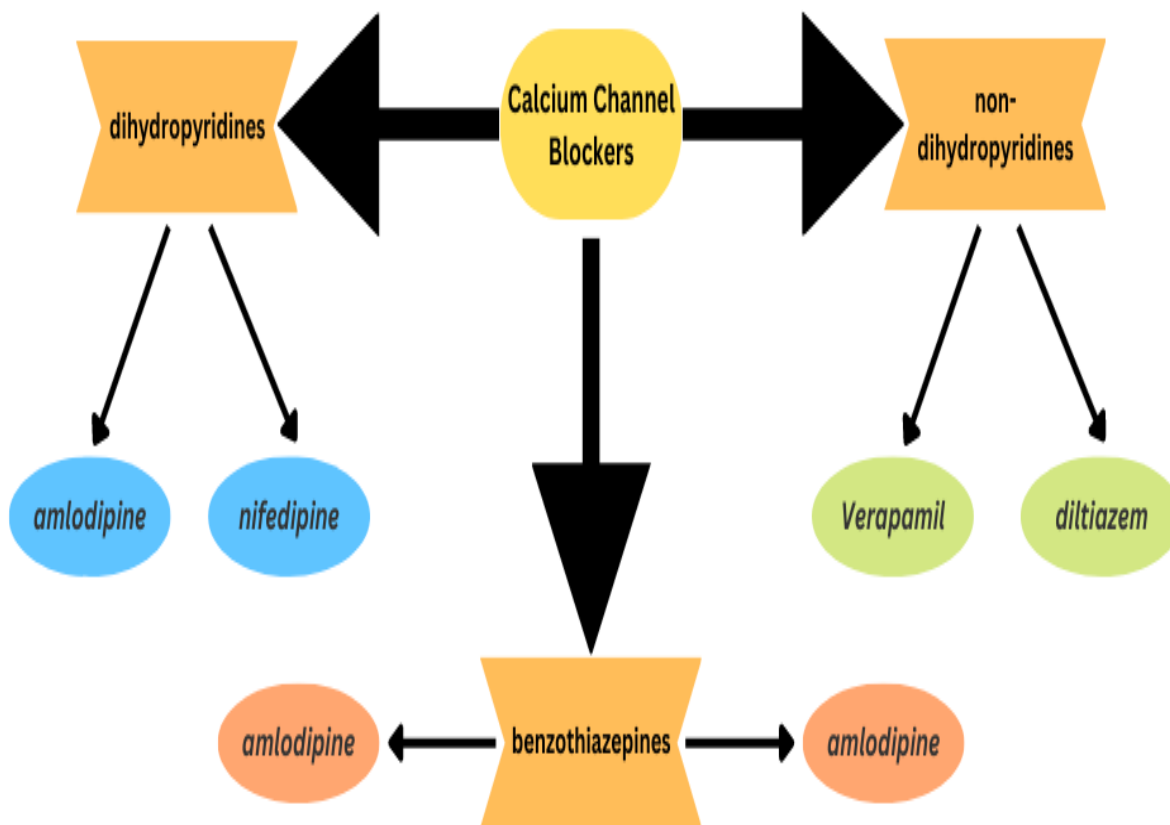 dihydropyridines
Calcium Channel
Blockers
non-
dihydropyridines
amlodipine
nifedipine
Verapamil
diltiazem
amlodipine
benzothiazepines
amlodipine